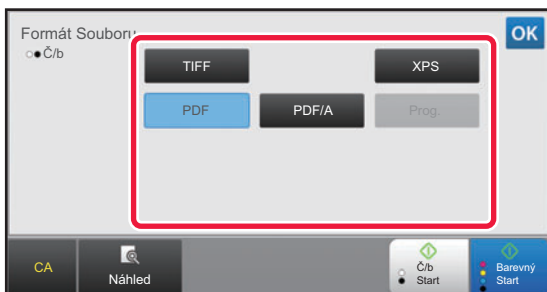 Formát Souboru
Č/b
OK
TIFF
XPS
PDF
PDF/A
Prog.
CA
Náhled
Č/b
Start
Barevný
Start